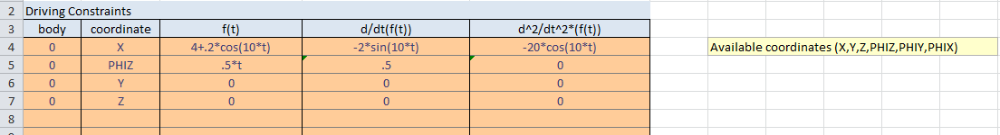 2 Driving Constraints
3 body coordinate f(t) d/dt(f(t)) d^2/dt^2*(f(t))
4 0 X 4+.2*cos(10*t) -2*sin(10*t) -20*cos(10*t) Available coordinates (X,Y,Z,PHIZ,PHIY,PHIX)
5 0 PHIZ .5*t .5 0
6 0 Y 0 0 0
7 0 Z 0 0 0
8